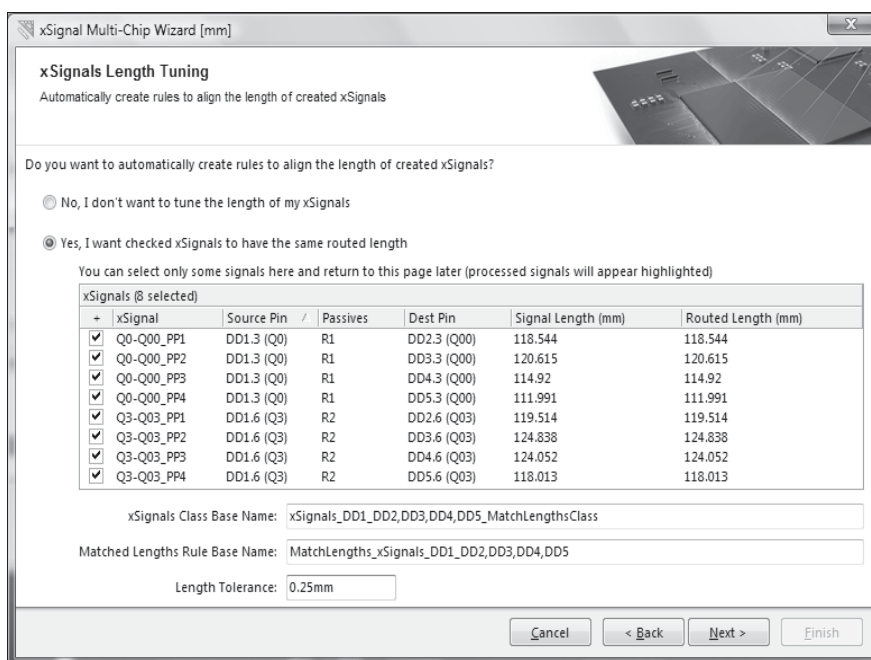 xSignal Multi-Chip Wizard [mm]
X
xSignals Length Tuning
Automatically create rules to align the length of created xSignals
Do you want to automatically create rules to align the length of created xSignals?
No, I don't want to tune the length of my xSignals
Yes, I want checked xSignals to have the same routed length
You can select only some signals here and return to this page later (processed signals will appear highlighted)
xSignals (8 selected)
+ xSignal Source Pin / Passives Dest Pin Signal Length (mm) Routed Length (mm)
Q0-Q00_PP1 DD1.3 (Q0) R1 DD2.3 (Q00) 118.544 118.544
Q0-Q00_PP2 DD1.3 (Q0) R1 DD3.3 (Q00) 120.615 120.615
Q0-Q00_PP3 DD1.3 (Q0) R1 DD4.3 (Q00) 114.92 114.92
Q0-Q00_PP4 DD1.3 (Q0) R1 DD5.3 (Q00) 111.991 111.991
Q3-Q03_PP1 DD1.6 (Q3) R2 DD2.6 (Q03) 119.514 119.514
Q3-Q03_PP2 DD1.6 (Q3) R2 DD3.6 (Q03) 124.838 124.838
Q3-Q03_PP3 DD1.6 (Q3) R2 DD4.6 (Q03) 124.052 124.052
Q3-Q03_PP4 DD1.6 (Q3) R2 DD5.6 (Q03) 118.013 118.013
xSignals Class Base Name: xSignals_DD1_DD2,DD3,DD4,DD5_MatchLengthsClass
Matched Lengths Rule Base Name: MatchLengths_xSignals_DD1_DD2,DD3,DD4,DD5
Length Tolerance: 0.25mm
Cancel < Back Next > Finish